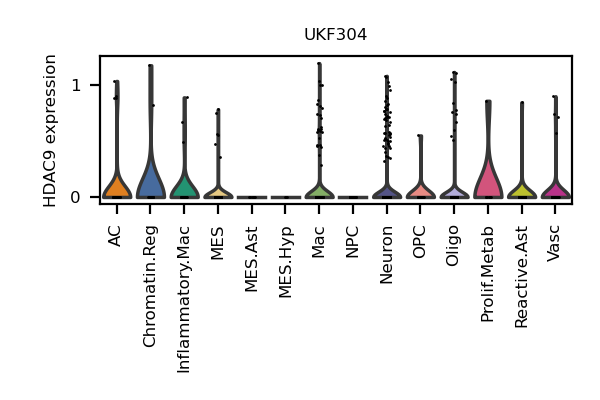 UKF304
HDAC9 expression
1
0
AC
Chromatin.Reg
Inflammatory.Mac
MES
MES.Ast
MES.Hyp
Mac
NPC
Neuron
OPC
Oligo
Prolif.Metab
Reactive.Ast
Vasc